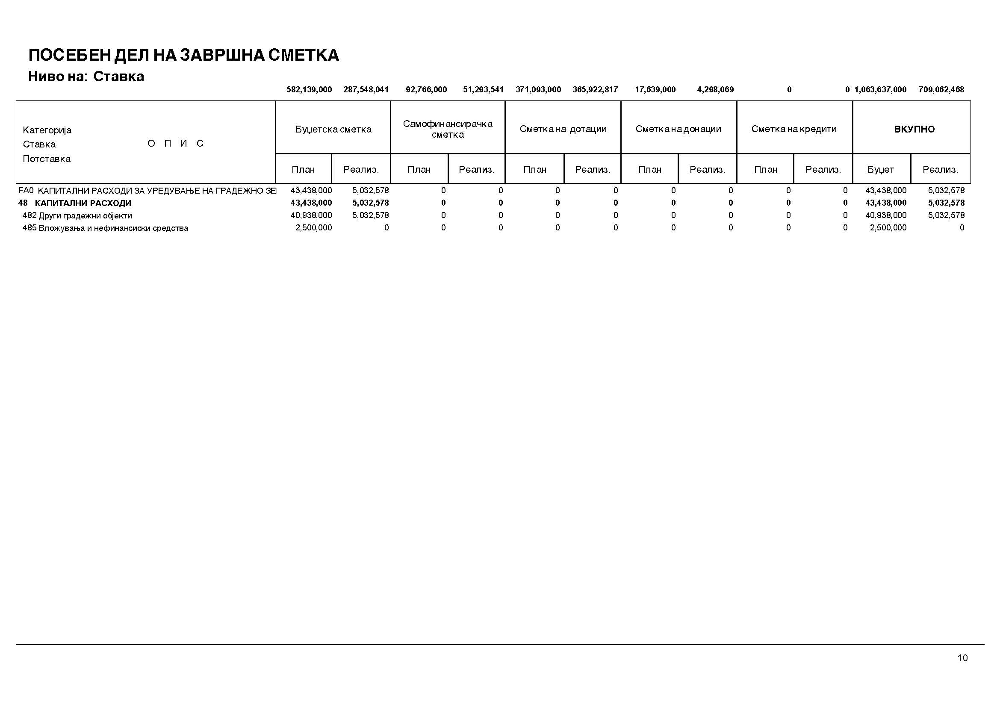 ПОСЕБЕН ДЕЛ НА ЗАВРШНА СМЕТКА
Ниво на: Ставка
582,139,000 287,548,041 92,766,000 51,293,541 371,093,000 365,922,817 17,639,000 4,298,069 0 0 1,063,637,000 709,062,468
Категорија
Ставка
Потставка
О П И С
Буџетска сметка
Самофинансирачка
сметка
Сметка на дотации
Сметка на донации
Сметка на кредити
ВКУПНО
План Реализ. План Реализ. План Реализ. План Реализ. План Реализ. Буџет Реализ.
FA0 КАПИТАЛНИ РАСХОДИ ЗА УРЕДУВАЊЕ НА ГРАДЕЖНО ЗЕ 43,438,000 5,032,578 0 0 0 0 0 0 0 0 43,438,000 5,032,578
48 КАПИТАЛНИ РАСХОДИ 43,438,000 5,032,578 0 0 0 0 0 0 0 0 43,438,000 5,032,578
482 Други градежни објекти 40,938,000 5,032,578 0 0 0 0 0 0 0 0 40,938,000 5,032,578
485 Вложувања и нефинансиски средства 2,500,000 0 0 0 0 0 0 0 0 0 2,500,000 0
10